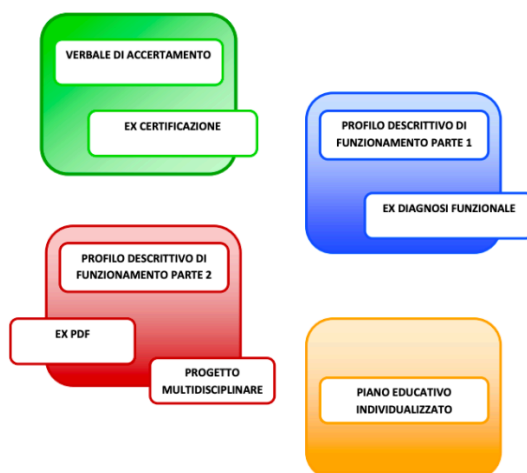 VERBALE DI ACCERTAMENTO
EX CERTIFICAZIONE
PROFILO DESCRITTIVO DI
FUNZIONAMENTO PARTE 1
EX DIAGNOSI FUNZIONALE
PROFILO DESCRITTIVO DI
FUNZIONAMENTO PARTE 2
EX PDF
PROGETTO
MULTIDISCIPLINARE
PIANO EDUCATIVO
INDIVIDUALIZZATO